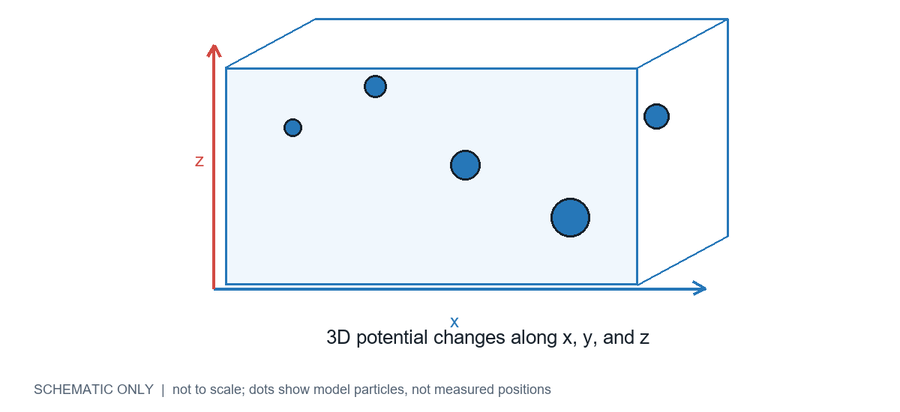 z
x
3D potential changes along x, y, and z
SCHEMATIC ONLY | not to scale; dots show model particles, not measured positions